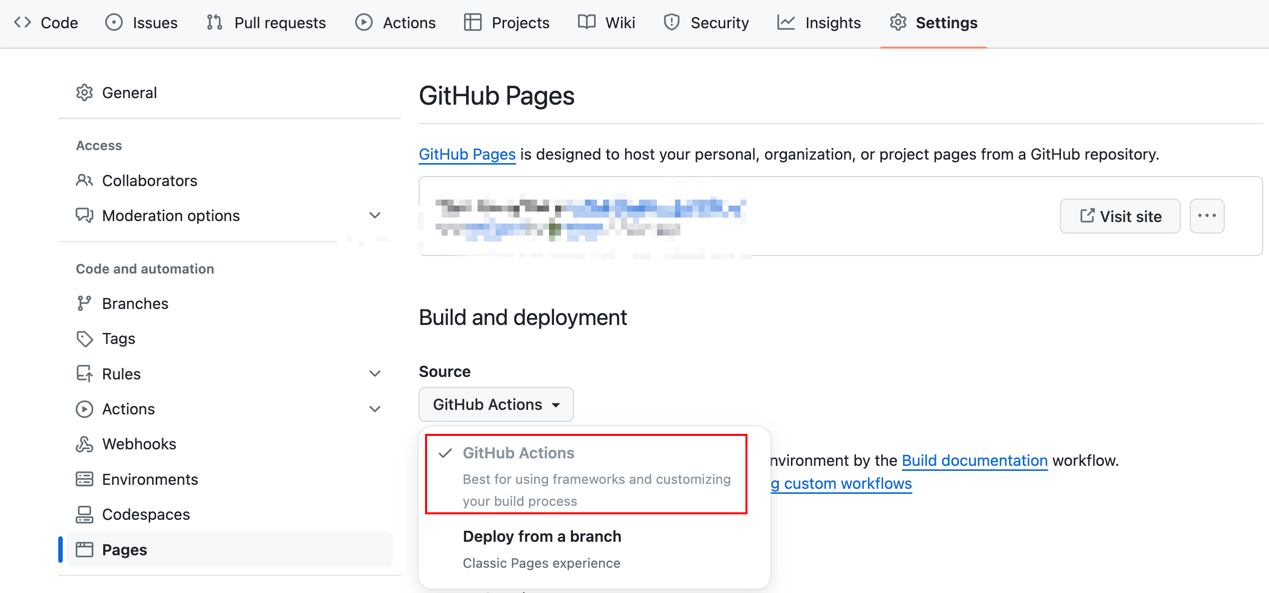 Code Issues Pull requests Actions Projects Wiki Security Insights Settings
General
Access
Collaborators
Moderation options
Code and automation
Branches
Tags
Rules
Actions
Webhooks
Environments
Codespaces
Pages
GitHub Pages
GitHub Pages is designed to host your personal, organization, or project pages from a GitHub repository.
Visit site
Build and deployment
Source
GitHub Actions
GitHub Actions
Best for using frameworks and customizing
your build process
Deploy from a branch
Classic Pages experience
nvironment by the Build documentation workflow.
g custom workflows